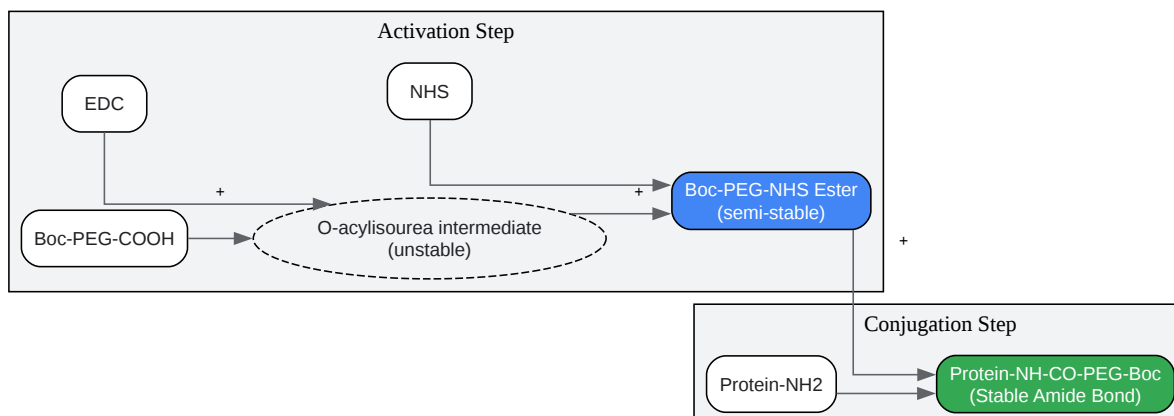 Activation Step
EDC
NHS
+
+
Boc-PEG-COOH
O-acylisourea intermediate
(unstable)
Boc-PEG-NHS Ester
(semi-stable)
+
Conjugation Step
Protein-NH2
Protein-NH-CO-PEG-Boc
(Stable Amide Bond)